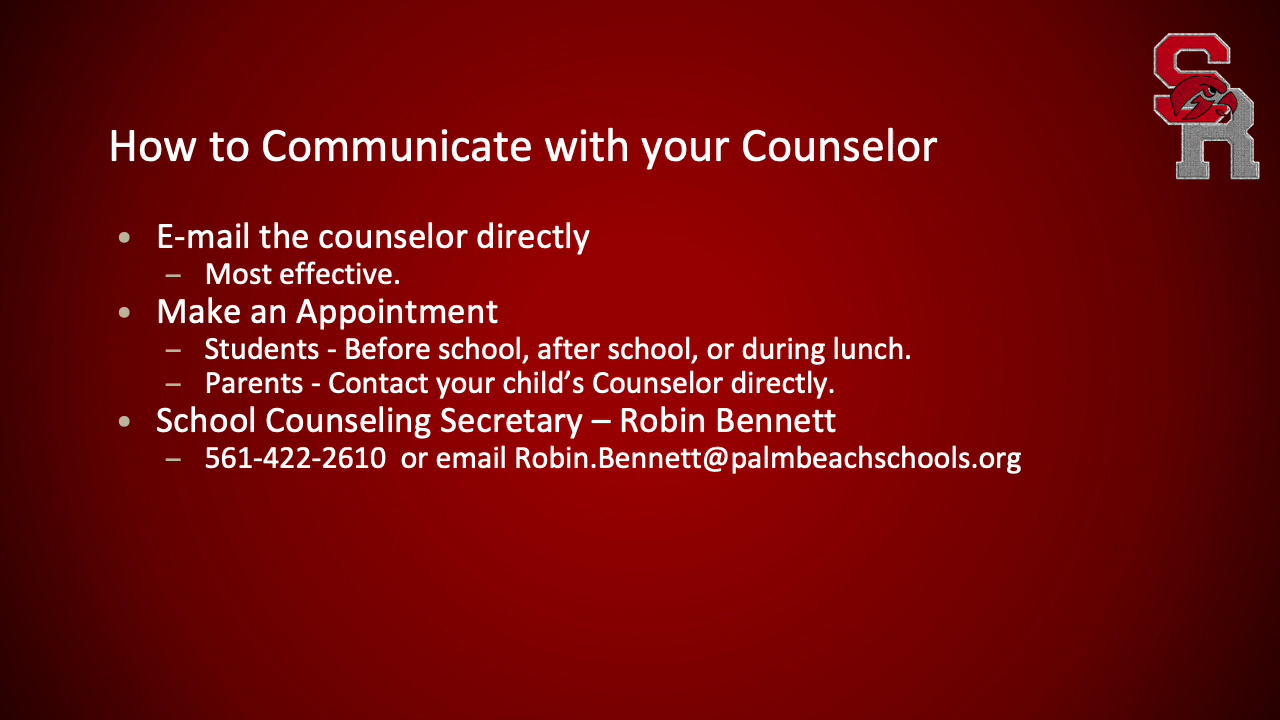 SR
How to Communicate with your Counselor
• E-mail the counselor directly
– Most effective.
• Make an Appointment
– Students - Before school, after school, or during lunch.
– Parents - Contact your child’s Counselor directly.
• School Counseling Secretary – Robin Bennett
– 561-422-2610  or email Robin.Bennett@palmbeachschools.org